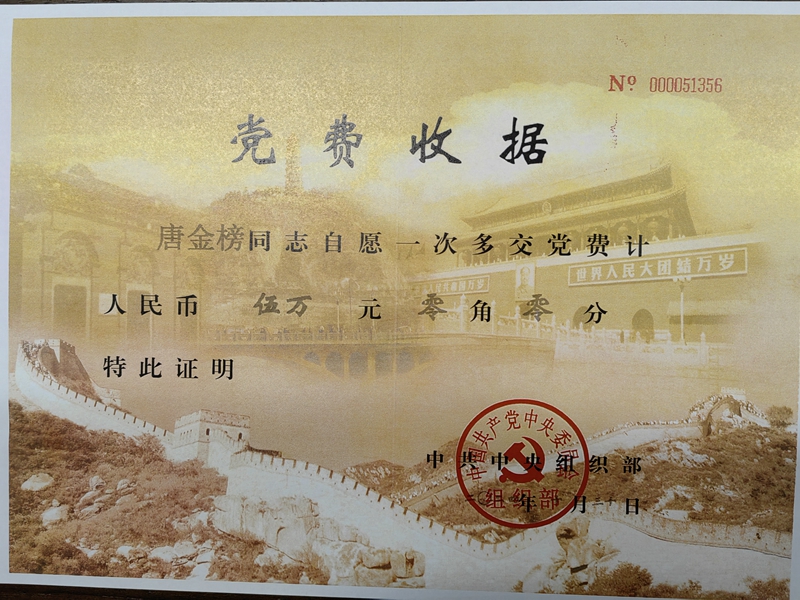 No 000051356
党费收据
唐金榜同志自愿一次多交党费计
人民币 伍万 元 零 角 零 分
世界人民大团结万岁
特此证明
中国共产党中央委员会
中共中央组织部
组织部
年 月 日